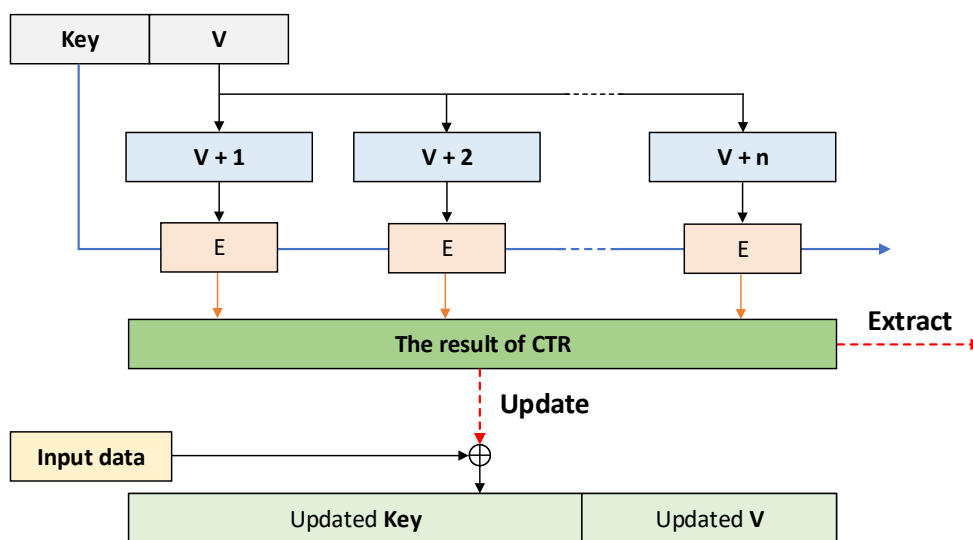 Key V
V + 1 V + 2 V + n
E E E
Extract
The result of CTR
Update
Input data
Updated Key Updated V